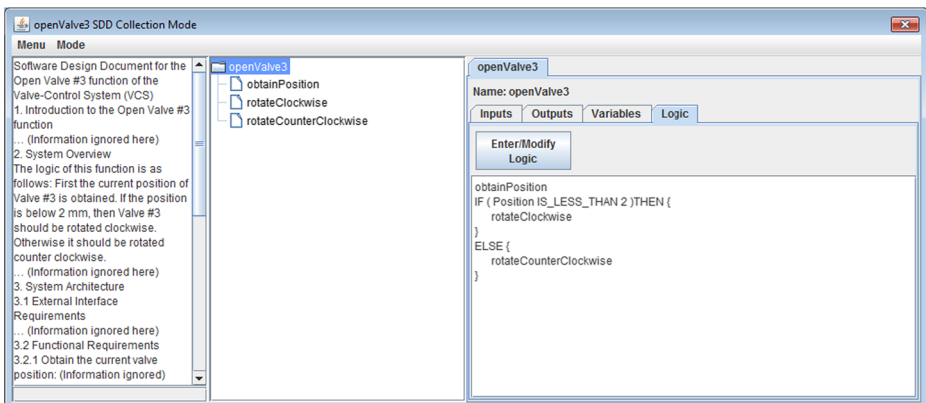 openValve3 SDD Collection Mode
Menu Mode
Software Design Document for the
Open Valve #3 function of the
Valve-Control System (VCS)
1. Introduction to the Open Valve #3
function
… (Information ignored here)
2. System Overview
The logic of this function is as
follows: First the current position of
Valve #3 is obtained. If the position
is below 2 mm, then Valve #3
should be rotated clockwise.
Otherwise it should be rotated
counter clockwise.
… (Information ignored here)
3. System Architecture
3.1 External Interface
Requirements
… (Information ignored here)
3.2 Functional Requirements
3.2.1 Obtain the current valve
position: (Information ignored)
openValve3
obtainPosition
rotateClockwise
rotateCounterClockwise
openValve3
Name: openValve3
Inputs Outputs Variables Logic
Enter/Modify
Logic
obtainPosition
IF ( Position IS_LESS_THAN 2 )THEN {
rotateClockwise
}
ELSE {
rotateCounterClockwise
}